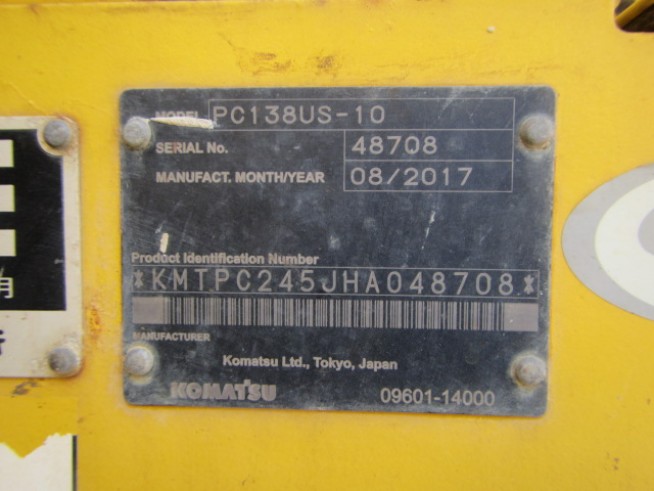 MODEL PC138US-10
SERIAL No. 48708
MANUFACT. MONTH/YEAR 08/2017
Product Identification Number
*KMTPC245JHA048708*
MANUFACTURER
Komatsu Ltd., Tokyo, Japan
KOMATSU 09601-14000
月